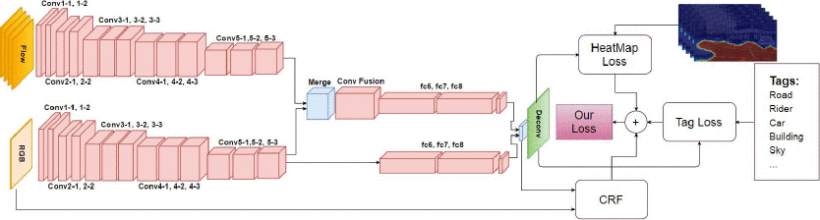 Flow
Conv1-1, 1-2
Conv2-1, 2-2
Conv3-1, 3-2, 3-3
Conv4-1, 4-2, 4-3
Conv5-1,5-2, 5-3
RGB
Conv1-1, 1-2
Conv2-1, 2-2
Conv3-1, 3-2, 3-3
Conv4-1, 4-2, 4-3
Conv5-1,5-2, 5-3
Merge
Conv Fusion
fc6, fc7, fc8
fc6, fc7, fc8
Deconv
HeatMap
Loss
Our
Loss
+
Tag Loss
CRF
Tags:
Road
Rider
Car
Building
Sky
...